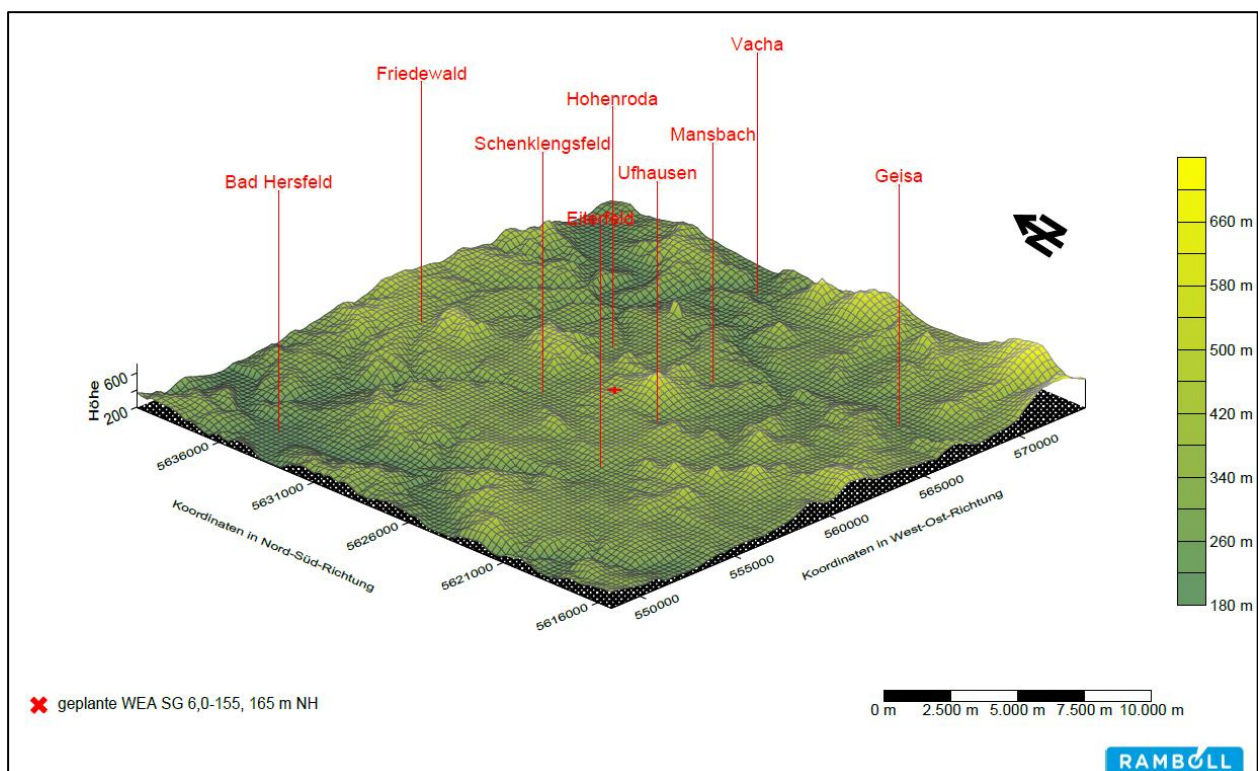 Vacha
Friedewald
Hohenroda
Schenklengsfeld
Mansbach
Ufhausen
Geisa
Bad Hersfeld
Eiterfeld
N
660 m
580 m
500 m
420 m
340 m
260 m
180 m
Höhe
600
200
5636000
5631000
5626000
5621000
5616000
Koordinaten in Nord-Süd-Richtung
550000
555000
560000
565000
570000
Koordinaten in West-Ost-Richtung
geplante WEA SG 6,0-155, 165 m NH
0 m 2.500 m 5.000 m 7.500 m 10.000 m
RAMBOLL